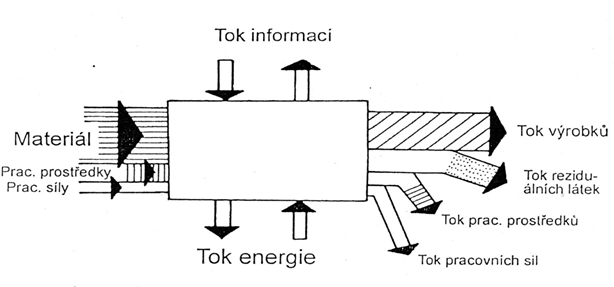 Tok informaci
Materiál
Prac. prostředky
Prac. síly
Tok výrobků
Tok rezidu-
álních látek
Tok prac. prostředků
Tok pracovních sil
Tok energie